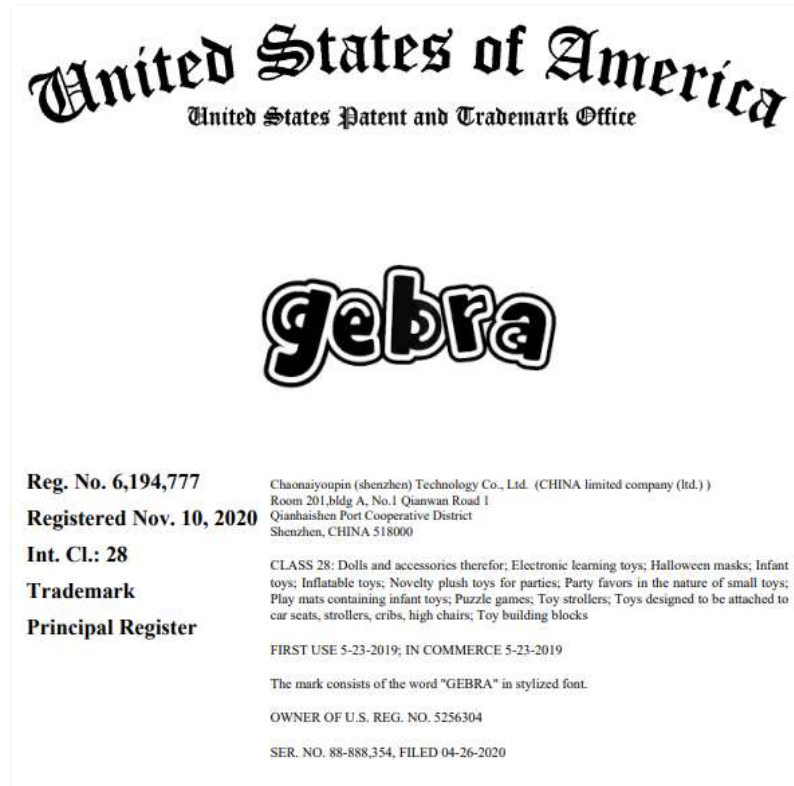 United States of America
United States Patent and Trademark Office
gebra
Reg. No. 6,194,777
Registered Nov. 10, 2020
Int. Cl.: 28
Trademark
Principal Register
Chaonaiyoupin (shenzhen) Technology Co., Ltd. (CHINA limited company (ltd.) )
Room 201,bldg A, No.1 Qianwan Road 1
Qianhaishen Port Cooperative District
Shenzhen, CHINA 518000
CLASS 28: Dolls and accessories therefor; Electronic learning toys; Halloween masks; Infant
toys; Inflatable toys; Novelty plush toys for parties; Party favors in the nature of small toys;
Play mats containing infant toys; Puzzle games; Toy strollers; Toys designed to be attached to
car seats, strollers, cribs, high chairs; Toy building blocks
FIRST USE 5-23-2019; IN COMMERCE 5-23-2019
The mark consists of the word "GEBRA" in stylized font.
OWNER OF U.S. REG. NO. 5256304
SER. NO. 88-888,354, FILED 04-26-2020